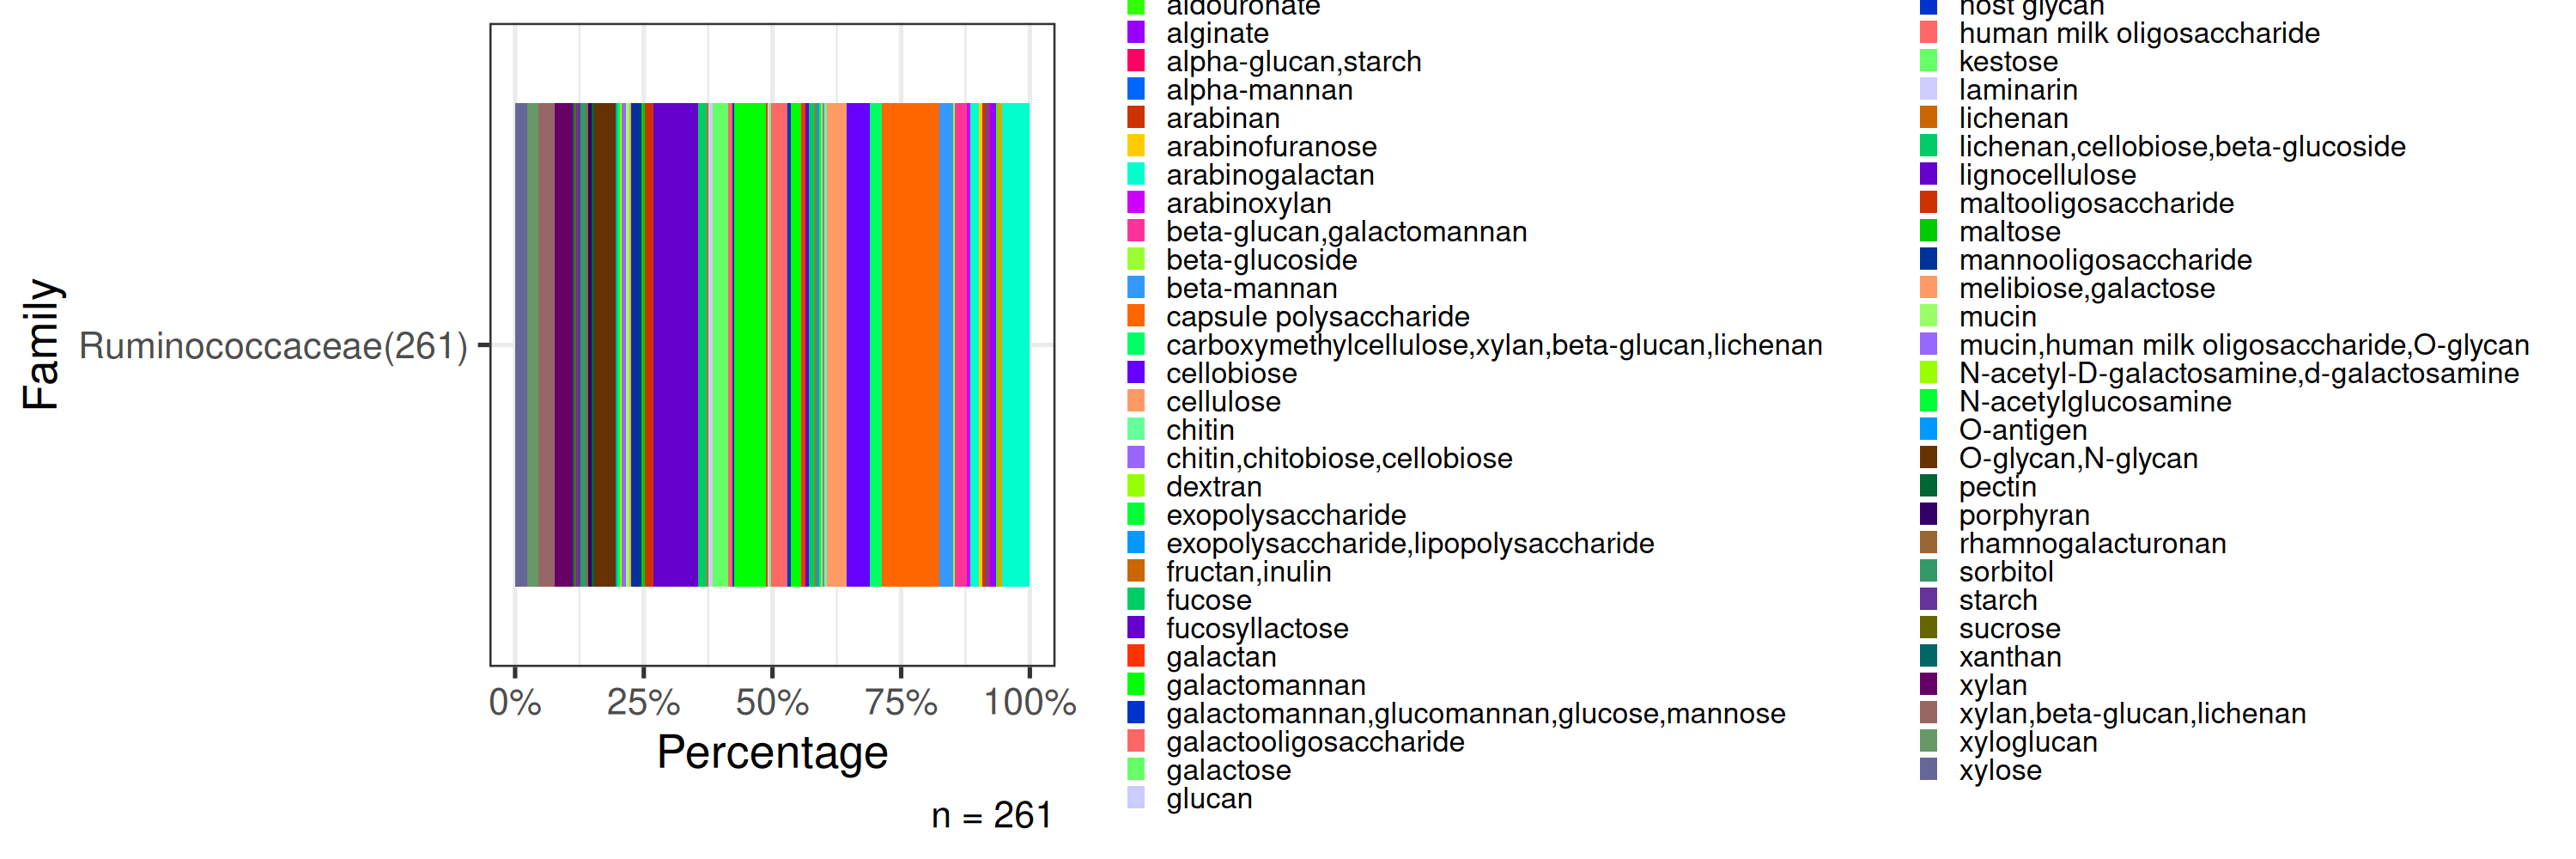 Family
Ruminococcaceae(261)
0% 25% 50% 75% 100%
Percentage
n = 261
aldouronate
alginate
alpha-glucan,starch
alpha-mannan
arabinan
arabinofuranose
arabinogalactan
arabinoxylan
beta-glucan,galactomannan
beta-glucoside
beta-mannan
capsule polysaccharide
carboxymethylcellulose,xylan,beta-glucan,lichenan
cellobiose
cellulose
chitin
chitin,chitobiose,cellobiose
dextran
exopolysaccharide
exopolysaccharide,lipopolysaccharide
fructan,inulin
fucose
fucosyllactose
galactan
galactomannan
galactomannan,glucomannan,glucose,mannose
galactooligosaccharide
galactose
glucan
host glycan
human milk oligosaccharide
kestose
laminarin
lichenan
lichenan,cellobiose,beta-glucoside
lignocellulose
maltooligosaccharide
maltose
mannooligosaccharide
melibiose,galactose
mucin
mucin,human milk oligosaccharide,O-glycan
N-acetyl-D-galactosamine,d-galactosamine
N-acetylglucosamine
O-antigen
O-glycan,N-glycan
pectin
porphyran
rhamnogalacturonan
sorbitol
starch
sucrose
xanthan
xylan
xylan,beta-glucan,lichenan
xyloglucan
xylose